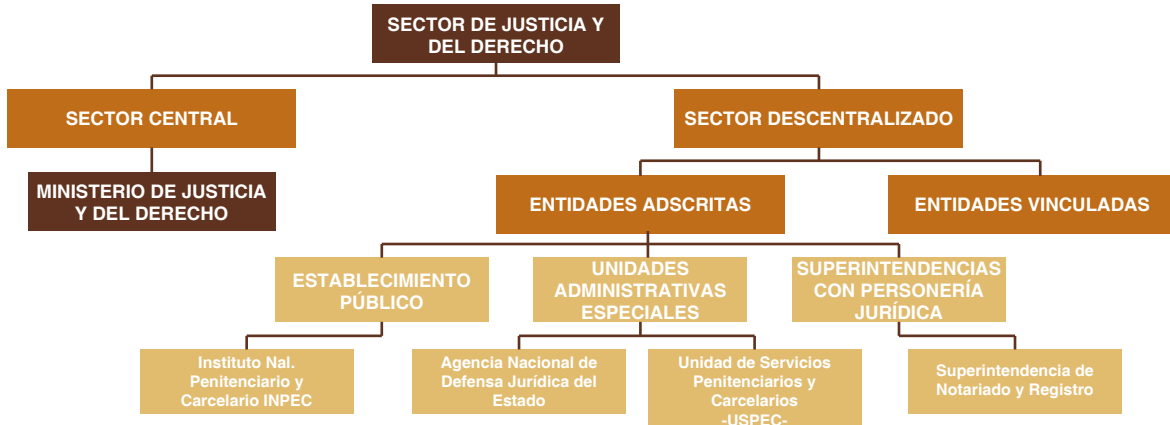 SECTOR DE JUSTICIA Y
DEL DERECHO
SECTOR CENTRAL
SECTOR DESCENTRALIZADO
MINISTERIO DE JUSTICIA
Y DEL DERECHO
ENTIDADES ADSCRITAS
ENTIDADES VINCULADAS
ESTABLECIMIENTO
PÚBLICO
UNIDADES
ADMINISTRATIVAS
ESPECIALES
SUPERINTENDENCIAS
CON PERSONERÍA
JURÍDICA
Instituto Nal.
Penitenciario y
Carcelario INPEC
Agencia Nacional de
Defensa Jurídica del
Estado
Unidad de Servicios
Penitenciarios y
Carcelarios
-USPEC-
Superintendencia de
Notariado y Registro